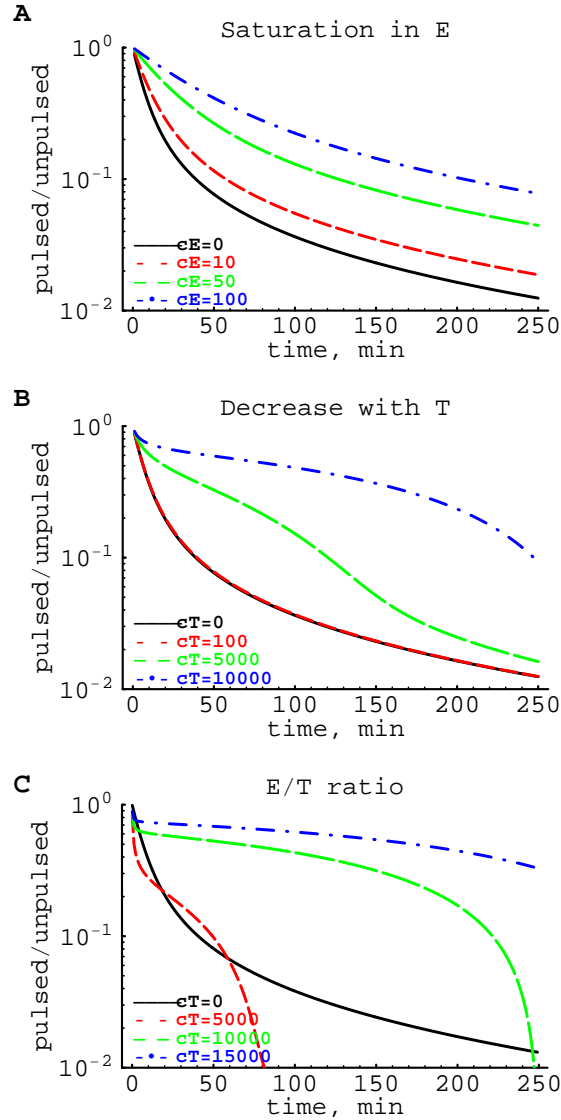 A
Saturation in E
pulsed/unpulsed
10^0
10^-1
10^-2
cE=0
cE=10
cE=50
cE=100
0 50 100 150 200 250
time, min
B
Decrease with T
pulsed/unpulsed
10^0
10^-1
10^-2
cT=0
cT=100
cT=5000
cT=10000
0 50 100 150 200 250
time, min
C
E/T ratio
pulsed/unpulsed
10^0
10^-1
10^-2
cT=0
cT=5000
cT=10000
cT=15000
0 50 100 150 200 250
time, min